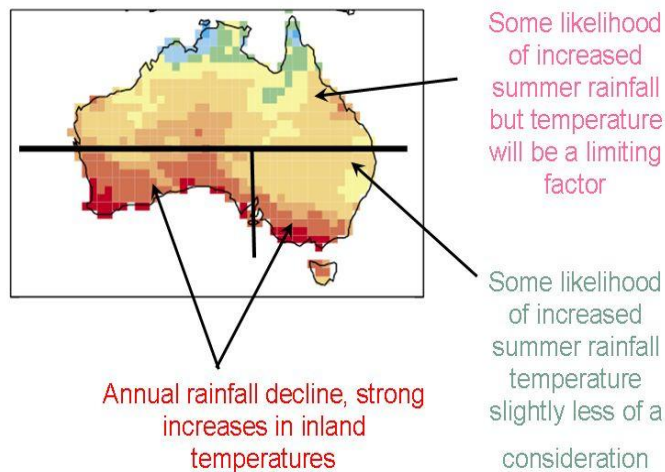 Some likelihood
of increased
summer rainfall
but temperature
will be a limiting
factor
Some likelihood
of increased
summer rainfall
temperature
slightly less of a
consideration
Annual rainfall decline, strong
increases in inland
temperatures